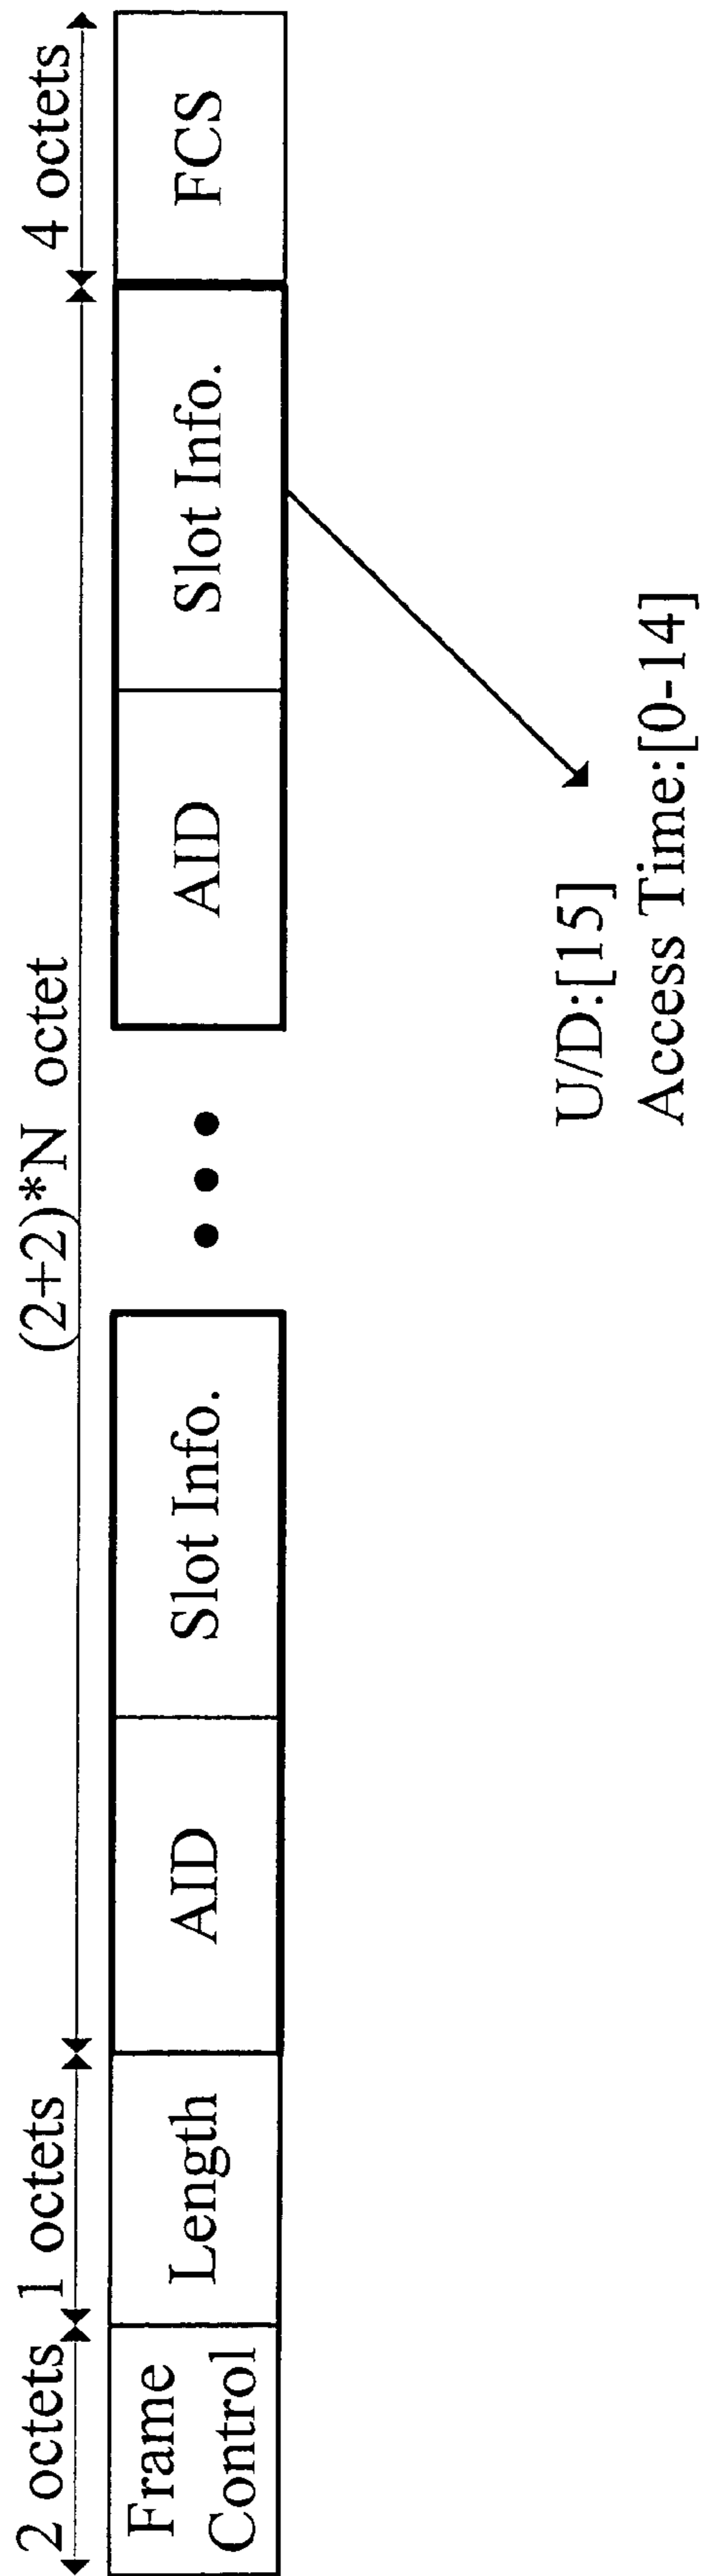 2 octets
1 octets
(2+2)*N octet
4 octets
Frame
Control
Length
AID
Slot Info.
AID
Slot Info.
FCS
U/D:[15]
Access Time:[0-14]